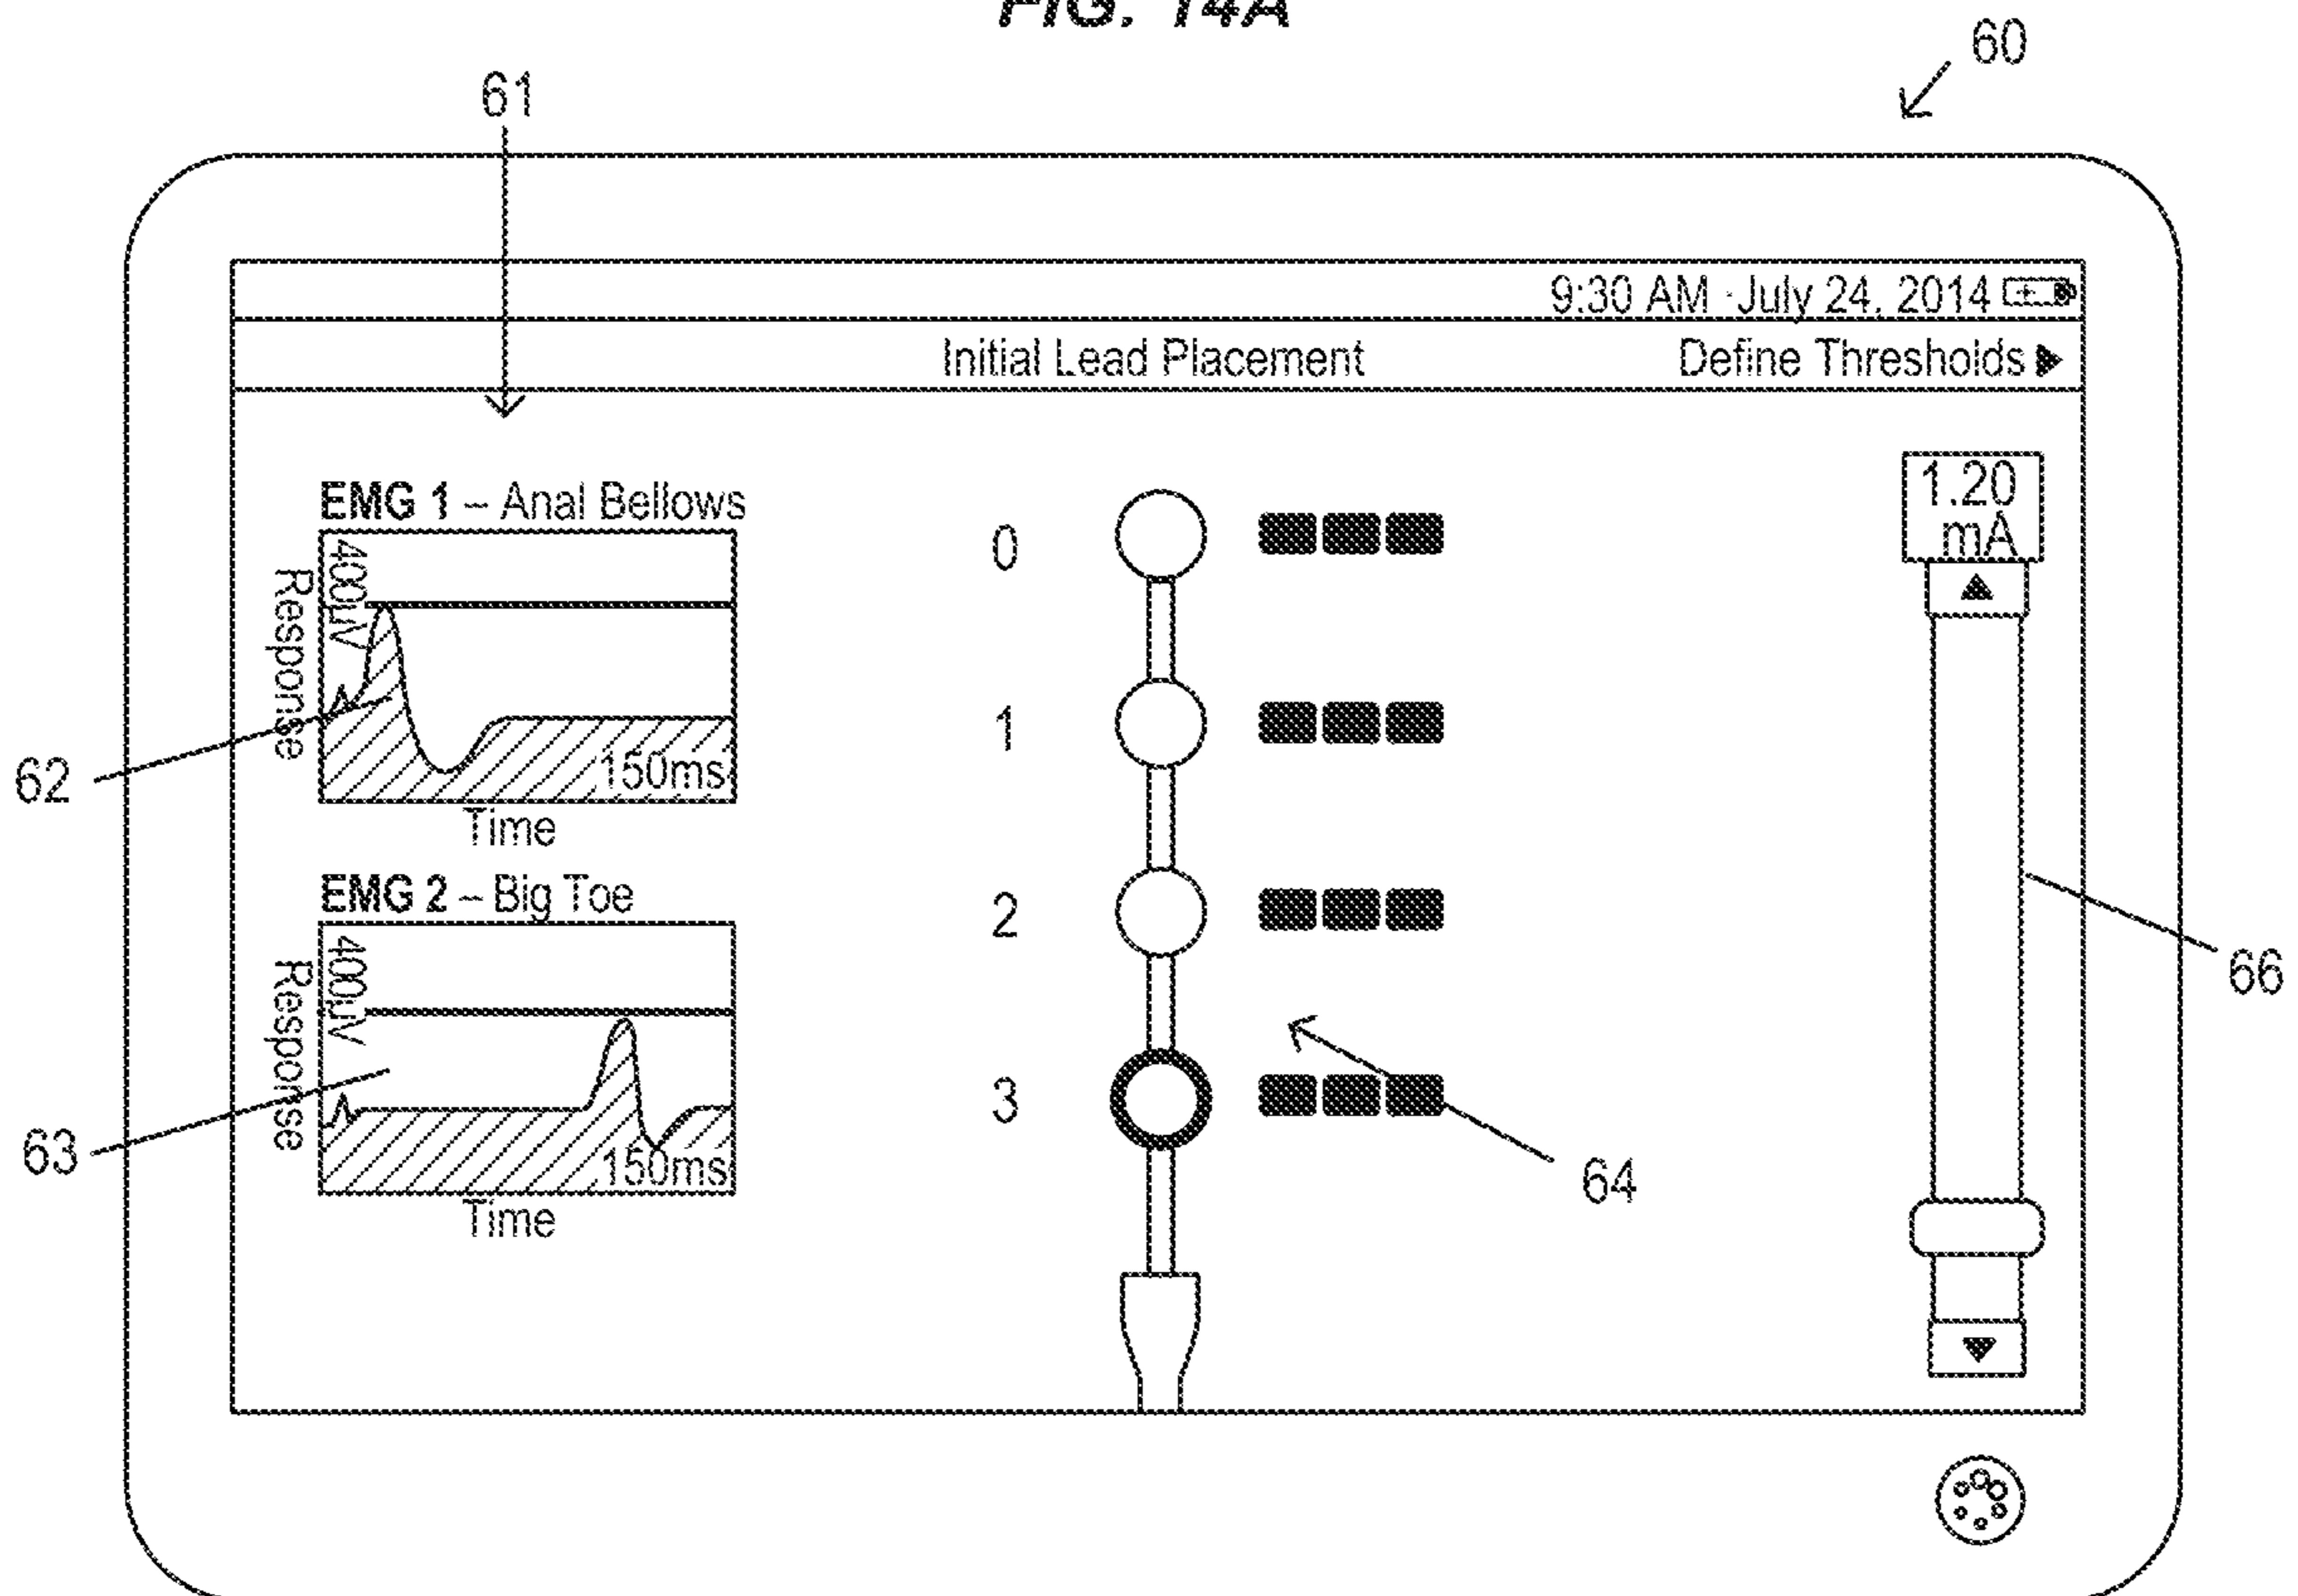 FIG. 14A
60
61
9:30 AM · July 24, 2014
Initial Lead Placement
Define Thresholds ▶
EMG 1 – Anal Bellows
400µV
Response
150ms
Time
62
EMG 2 – Big Toe
400µV
Response
150ms
Time
63
0
1
2
3
64
1.20
mA
66